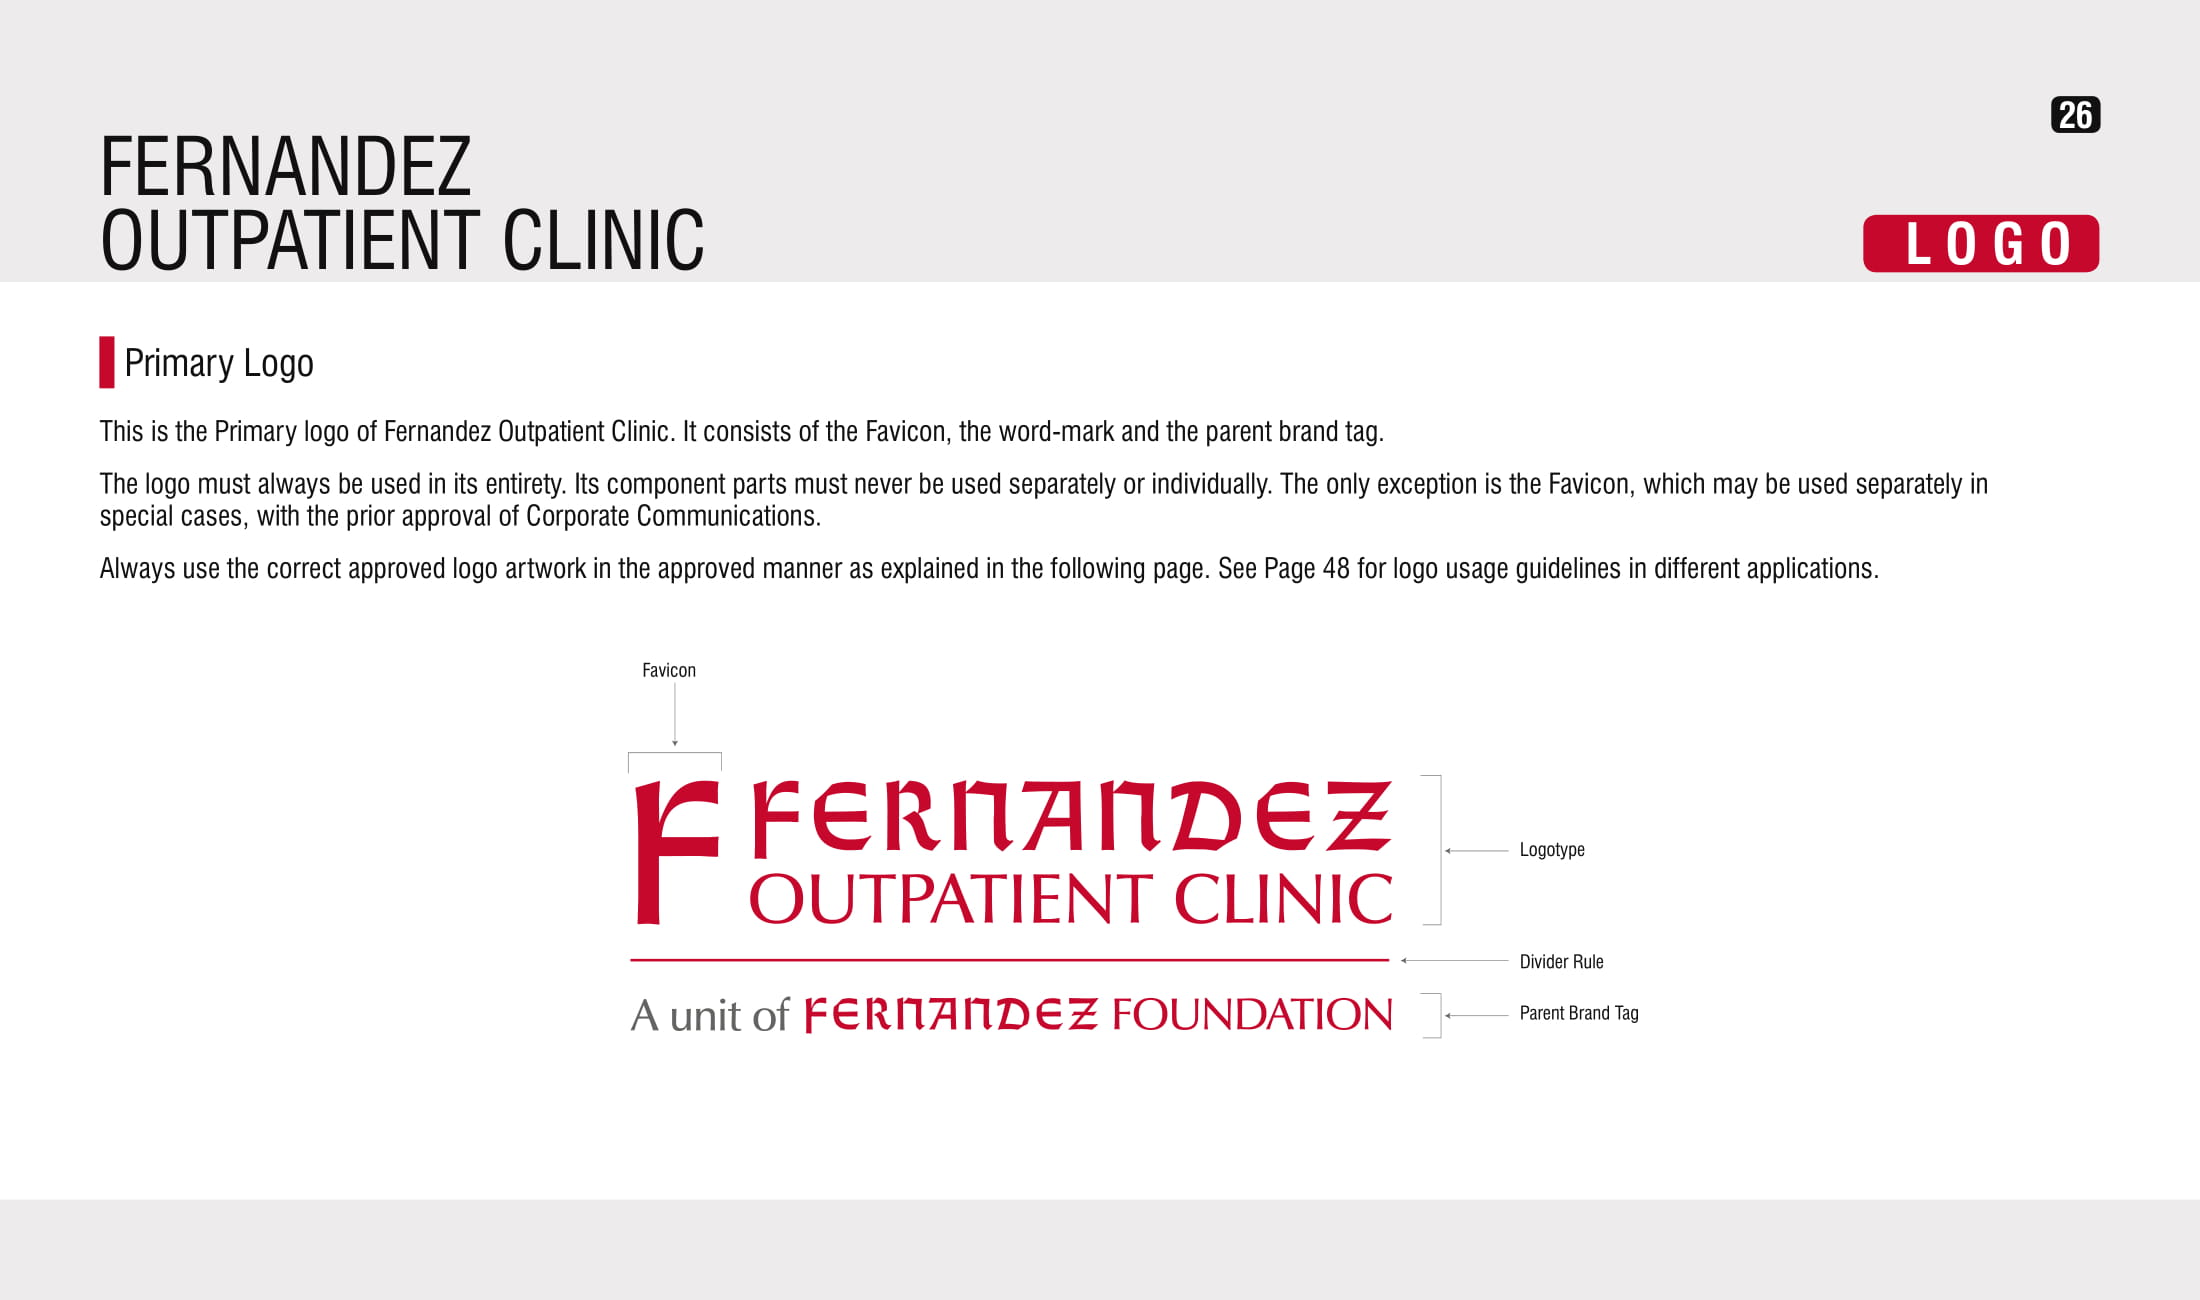 26
FERNANDEZ
OUTPATIENT CLINIC
LOGO
Primary Logo
This is the Primary logo of Fernandez Outpatient Clinic. It consists of the Favicon, the word-mark and the parent brand tag.
The logo must always be used in its entirety. Its component parts must never be used separately or individually. The only exception is the Favicon, which may be used separately in
special cases, with the prior approval of Corporate Communications.
Always use the correct approved logo artwork in the approved manner as explained in the following page. See Page 48 for logo usage guidelines in different applications.
Favicon
F FERNANDEZ
OUTPATIENT CLINIC
Logotype
Divider Rule
A unit of FERNANDEZ FOUNDATION
Parent Brand Tag